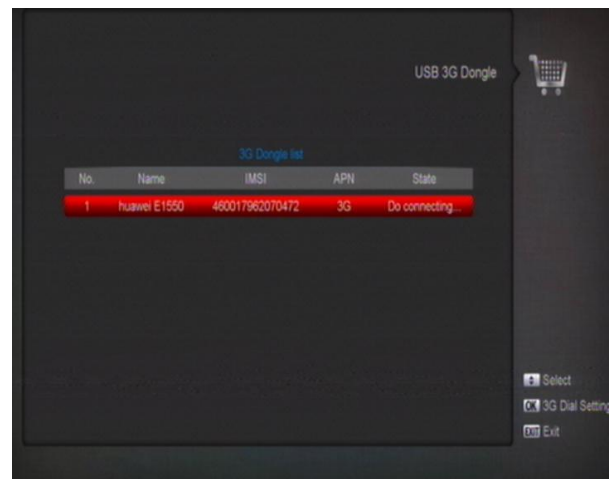 USB 3G Dongle
3G Dongle list
No. Name IMSI APN State
1 huawei E1550 460017962070472 3G Do connecting...
Select
OK 3G Dial Setting
EXIT Exit